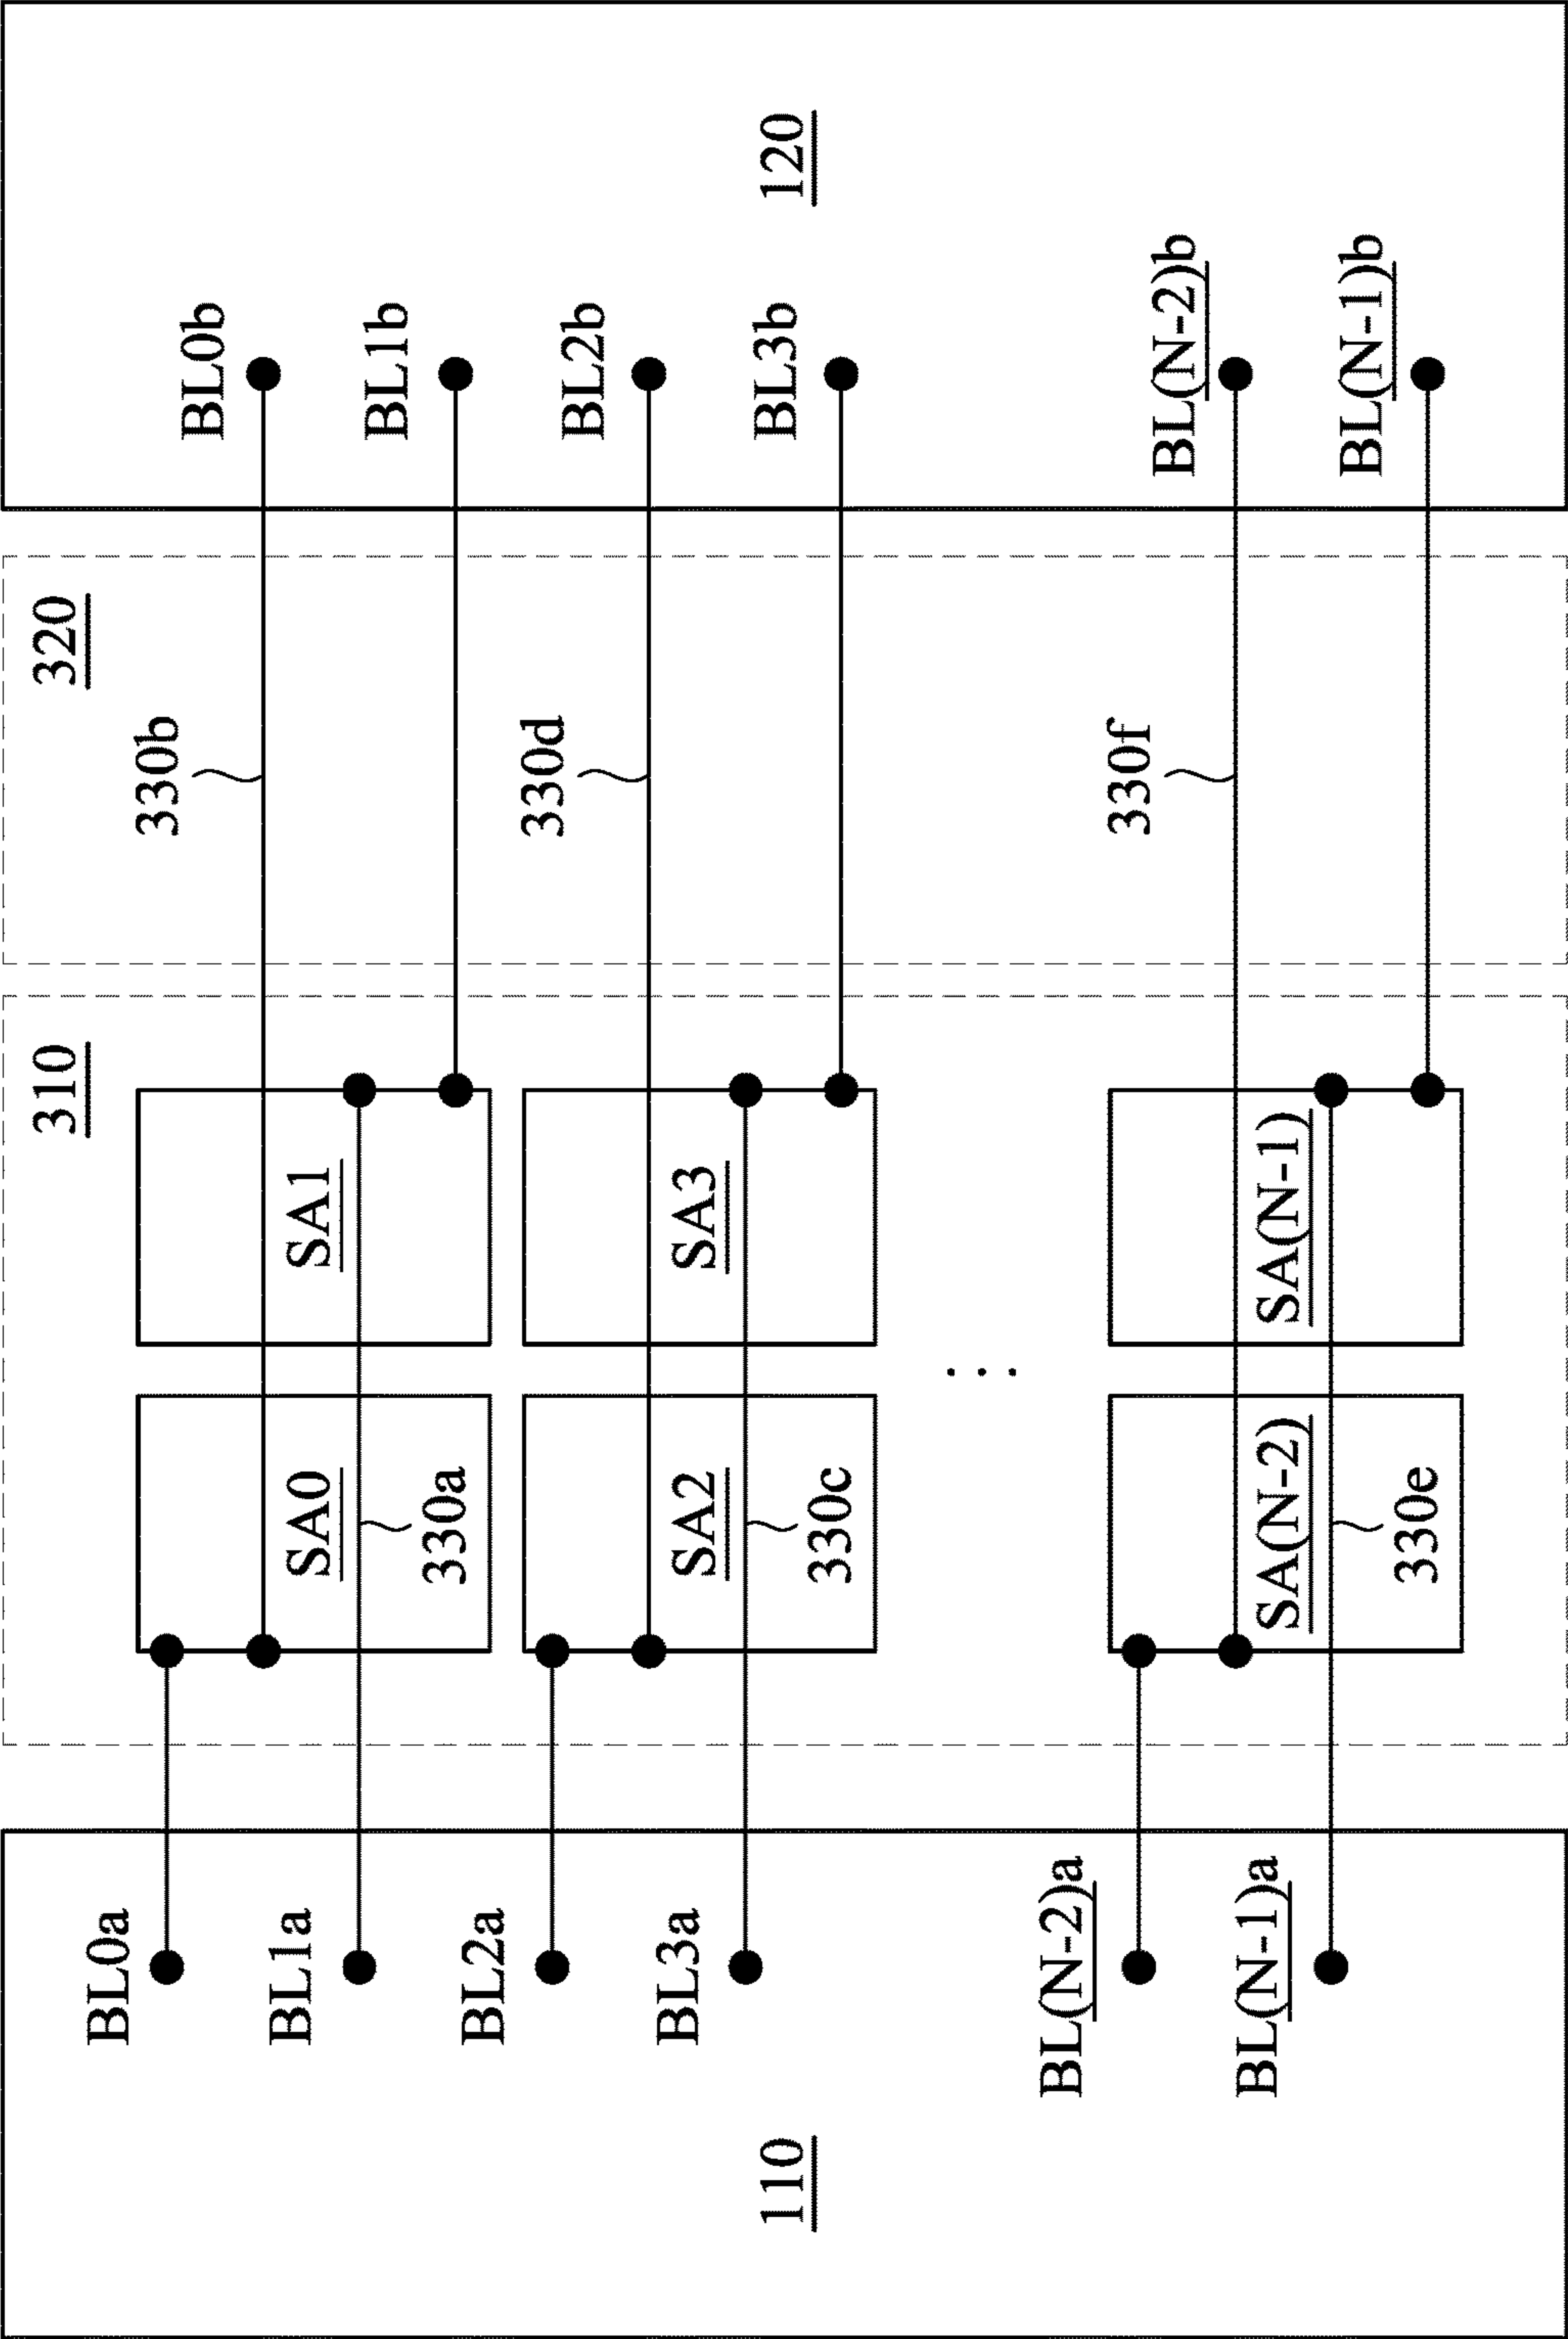 120
BL0b
BL1b
BL2b
BL3b
BL(N-2)b
BL(N-1)b
320
330b
330d
330f
310
SA1
SA3
SA(N-1)
SA0
330a
SA2
330c
SA(N-2)
330e
BL0a
BL1a
BL2a
BL3a
BL(N-2)a
BL(N-1)a
110